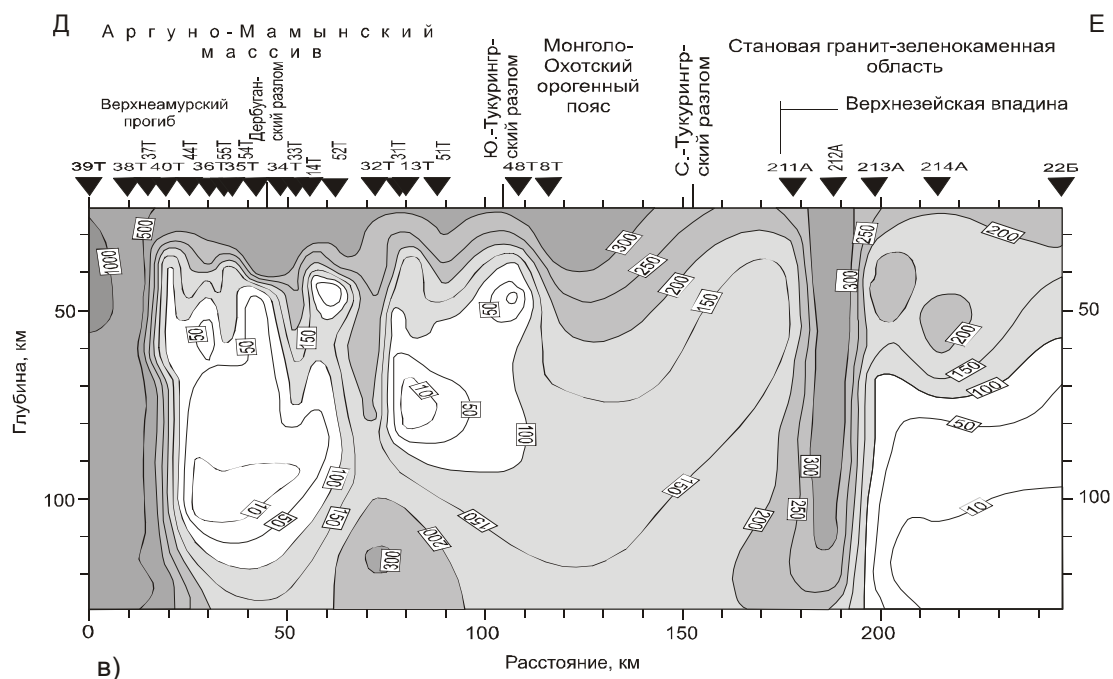 Д
Е
Аргуно-Мамынский
массив
Верхнеамурский
прогиб
Дербуган-
ский разлом
Ю.-Тукурингр-
ский разлом
Монголо-
Охотский
орогенный
пояс
С.-Тукурингр-
ский разлом
Становая гранит-зеленокаменная
область
Верхнезейская впадина
39Т 38Т 37Т 40Т 44Т 36Т 55Т 35Т 54Т 34Т 33Т 14Т 52Т 32Т 31Т 13Т 51Т 48Т 8Т 211А 212А 213А 214А 22Б
1000 500 300 250 200 150 250 300 200
50 50 150 50 200 150 100
10 50 100 50
100 10 50 150 150 200 300 150 200 300 250 10
50
100
50
100
Глубина, км
0 50 100 150 200
Расстояние, км
в)